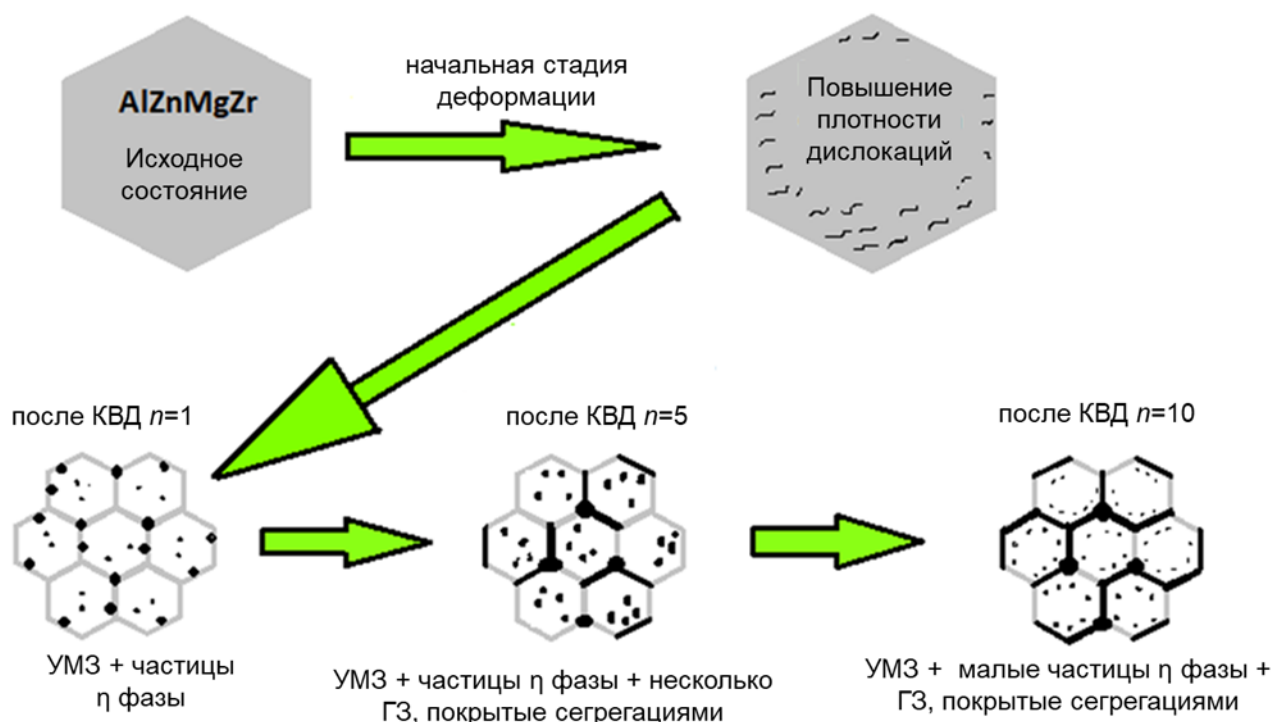 AlZnMgZr
Исходное
состояние
начальная стадия
деформации
Повышение
плотности
дислокаций
после КВД n=1
после КВД n=5
после КВД n=10
УМЗ + частицы
η фазы
УМЗ + частицы η фазы + несколько
ГЗ, покрытые сегрегациями
УМЗ + малые частицы η фазы +
ГЗ, покрытые сегрегациями